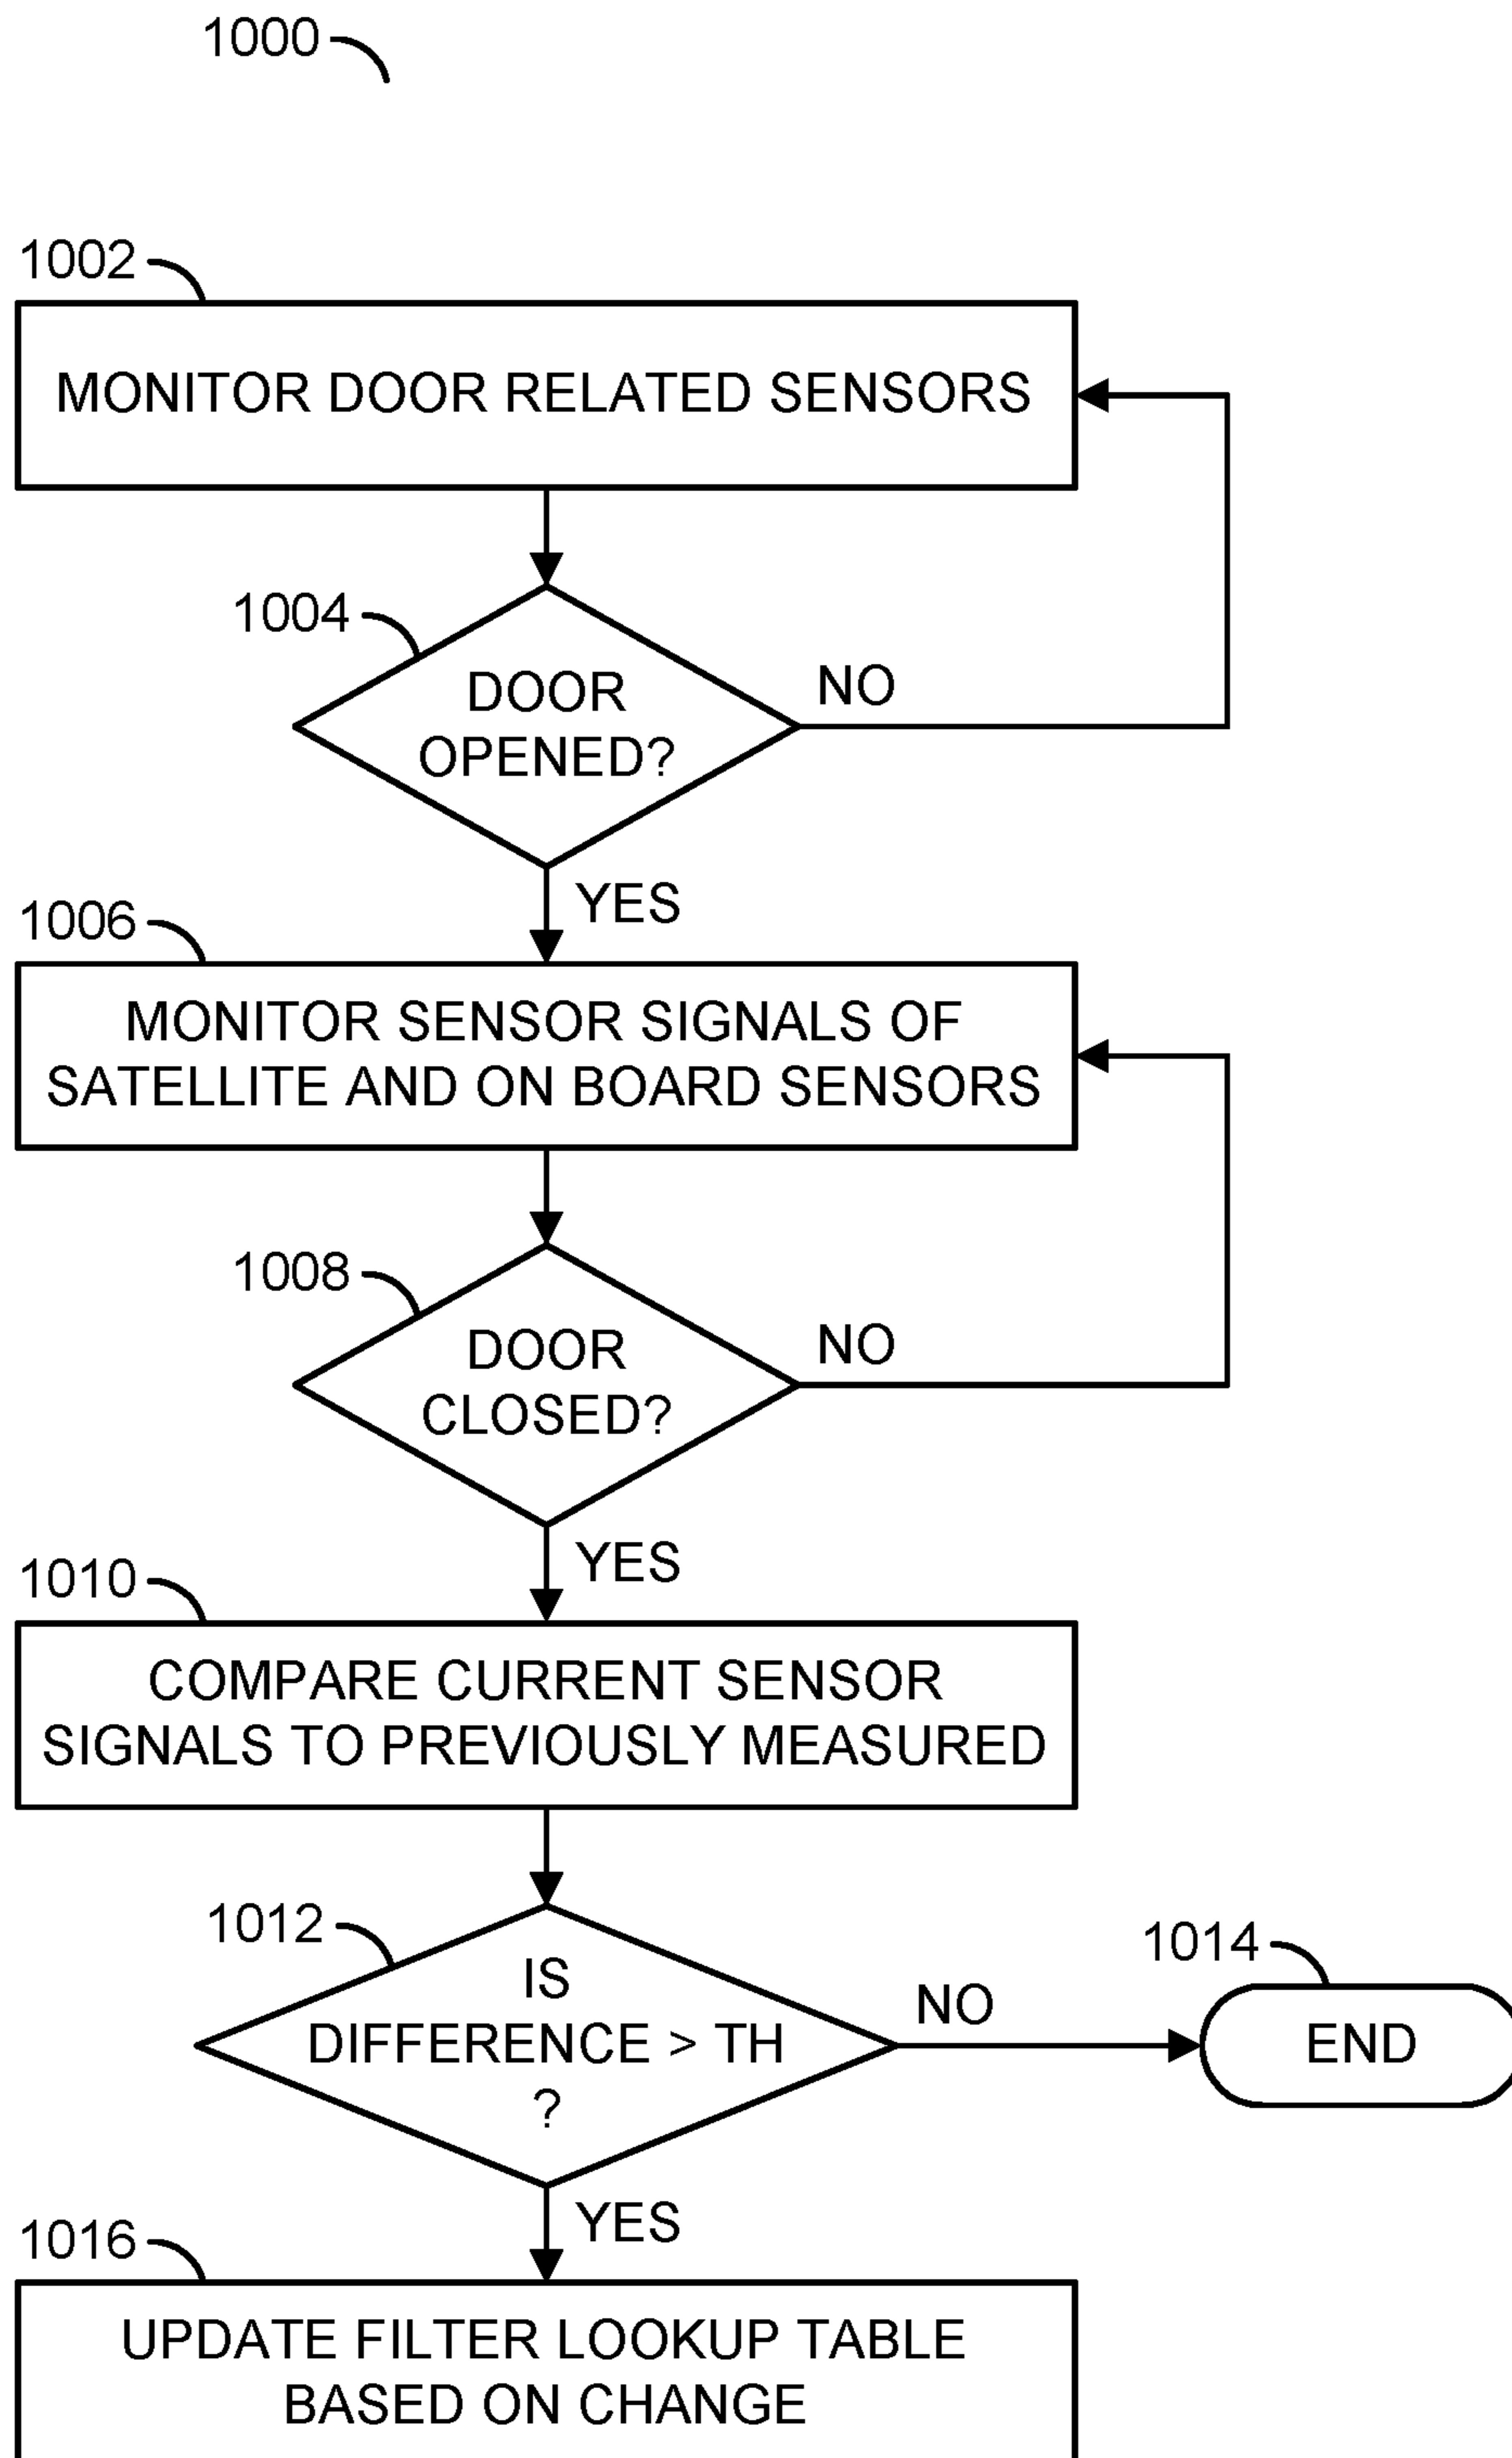 1000
1002
MONITOR DOOR RELATED SENSORS
1004
DOOR
OPENED?
NO
YES
1006
MONITOR SENSOR SIGNALS OF
SATELLITE AND ON BOARD SENSORS
1008
DOOR
CLOSED?
NO
YES
1010
COMPARE CURRENT SENSOR
SIGNALS TO PREVIOUSLY MEASURED
1012
IS
DIFFERENCE > TH
?
NO
1014
END
YES
1016
UPDATE FILTER LOOKUP TABLE
BASED ON CHANGE